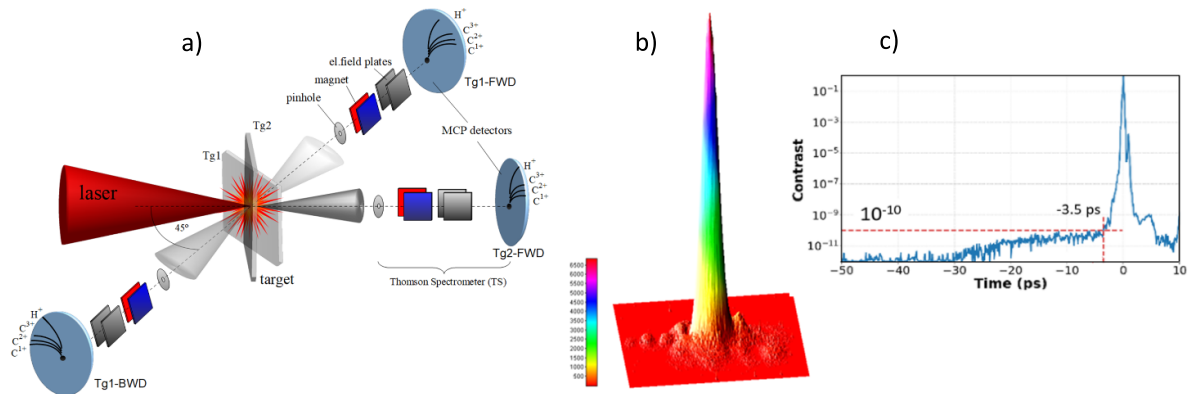 a)
H⁺
C³⁺
C²⁺
C¹⁺
Tg1-FWD
el.field plates
magnet
pinhole
MCP detectors
Tg2
Tg1
laser
45º
target
H⁺
C³⁺
C²⁺
C¹⁺
Tg2-FWD
Thomson Spectrometer (TS)
H⁺
C³⁺
C²⁺
C¹⁺
Tg1-BWD
b)
6500
6000
5500
5000
4500
4000
3500
3000
2500
2000
1500
1000
500
c)
Contrast
10⁻¹
10⁻³
10⁻⁵
10⁻⁷
10⁻⁹
10⁻¹¹
10⁻¹⁰
-3.5 ps
-50 -40 -30 -20 -10 0 10
Time (ps)